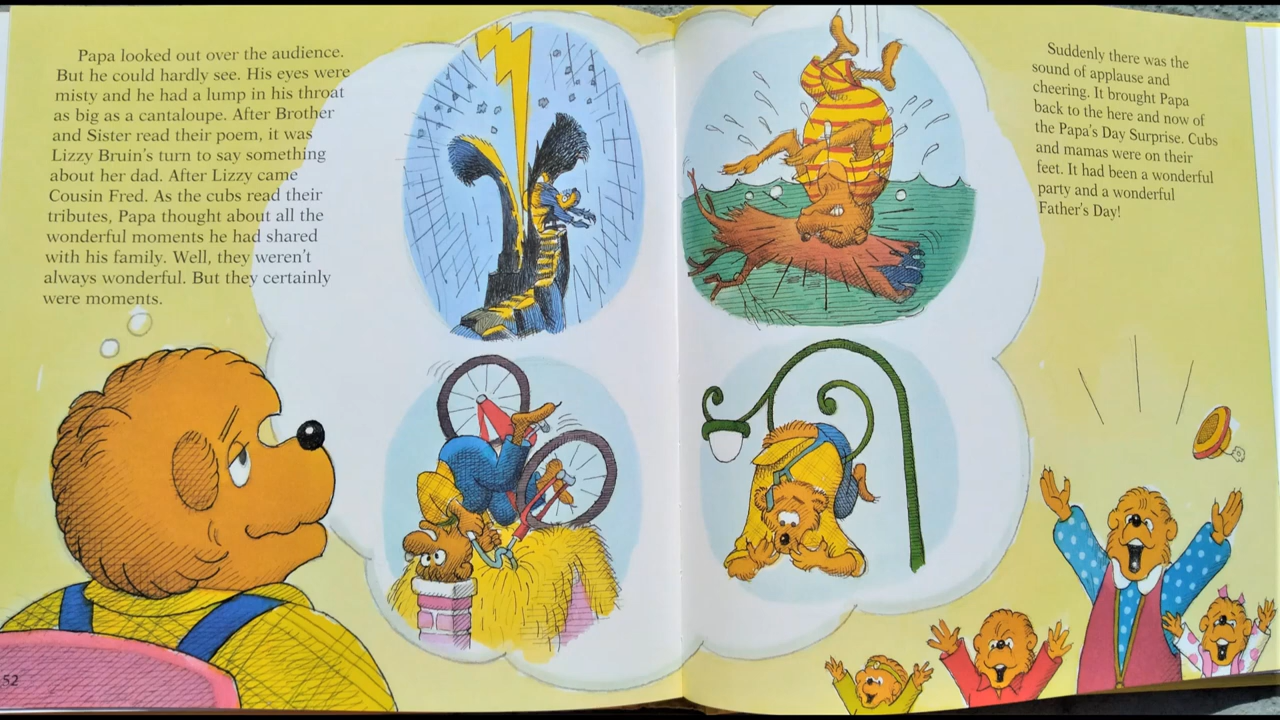 Papa looked out over the audience.
But he could hardly see. His eyes were
misty and he had a lump in his throat
as big as a cantaloupe. After Brother
and Sister read their poem, it was
Lizzy Bruin's turn to say something
about her dad. After Lizzy came
Cousin Fred. As the cubs read their
tributes, Papa thought about all the
wonderful moments he had shared
with his family. Well, they weren't
always wonderful. But they certainly
were moments.
52
Suddenly there was the
sound of applause and
cheering. It brought Papa
back to the here and now of
the Papa's Day Surprise. Cubs
and mamas were on their
feet. It had been a wonderful
party and a wonderful
Father's Day!